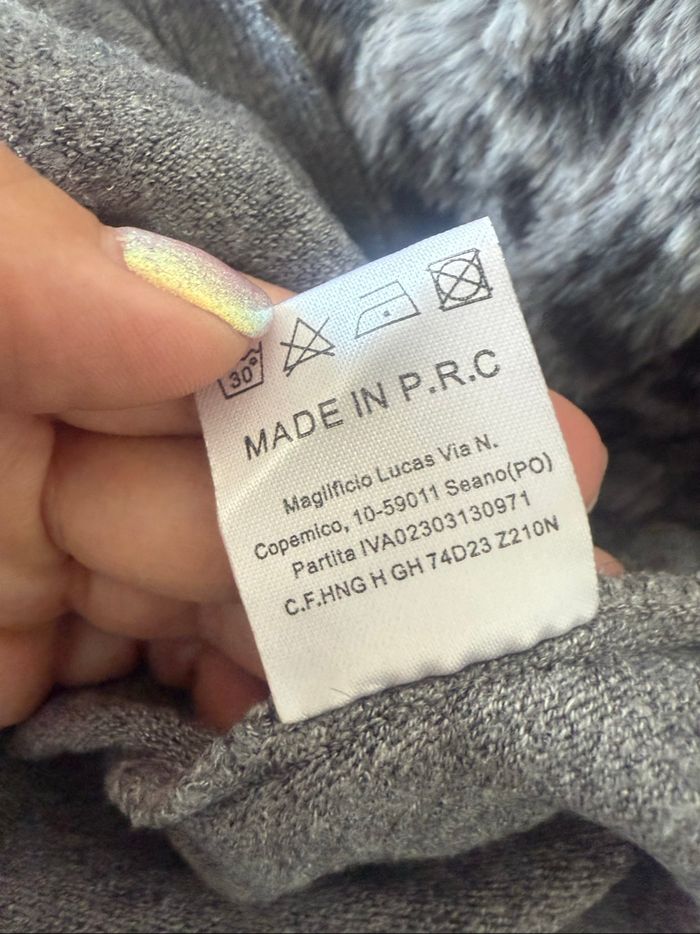 30°
MADE IN P.R.C
Maglificio Lucas Via N.
Copernico, 10-59011 Seano(PO)
Partita IVA02303130971
C.F.HNG H GH 74D23 Z210N